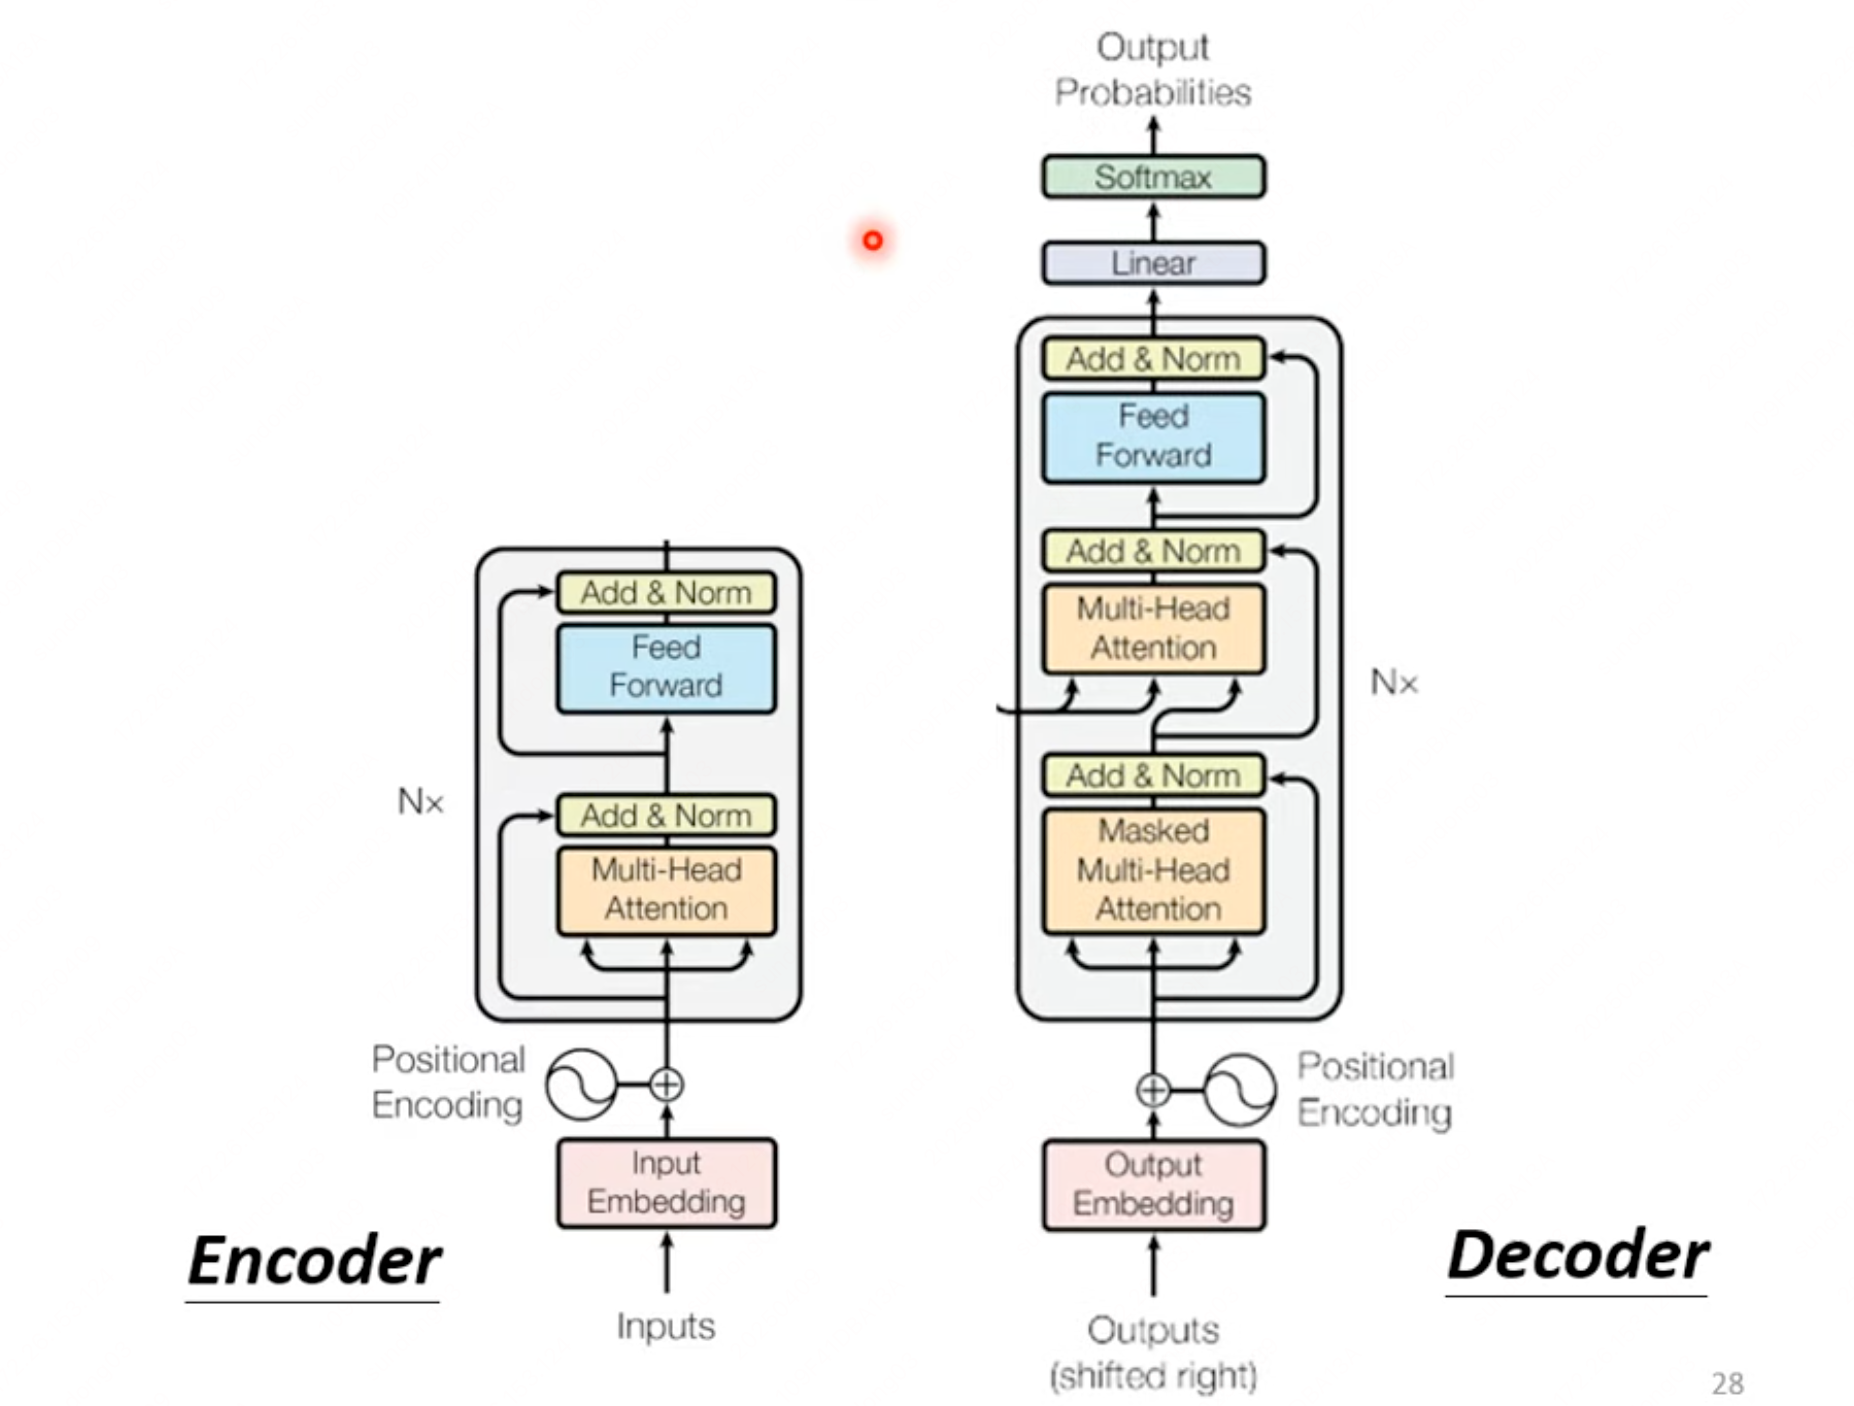 Output
Probabilities
Softmax
Linear
Add & Norm
Feed
Forward
Add & Norm
Multi-Head
Attention
Nx
Add & Norm
Masked
Multi-Head
Attention
Positional
Encoding
Output
Embedding
Outputs
(shifted right)
Decoder
Add & Norm
Feed
Forward
Nx
Add & Norm
Multi-Head
Attention
Positional
Encoding
Input
Embedding
Inputs
Encoder
28